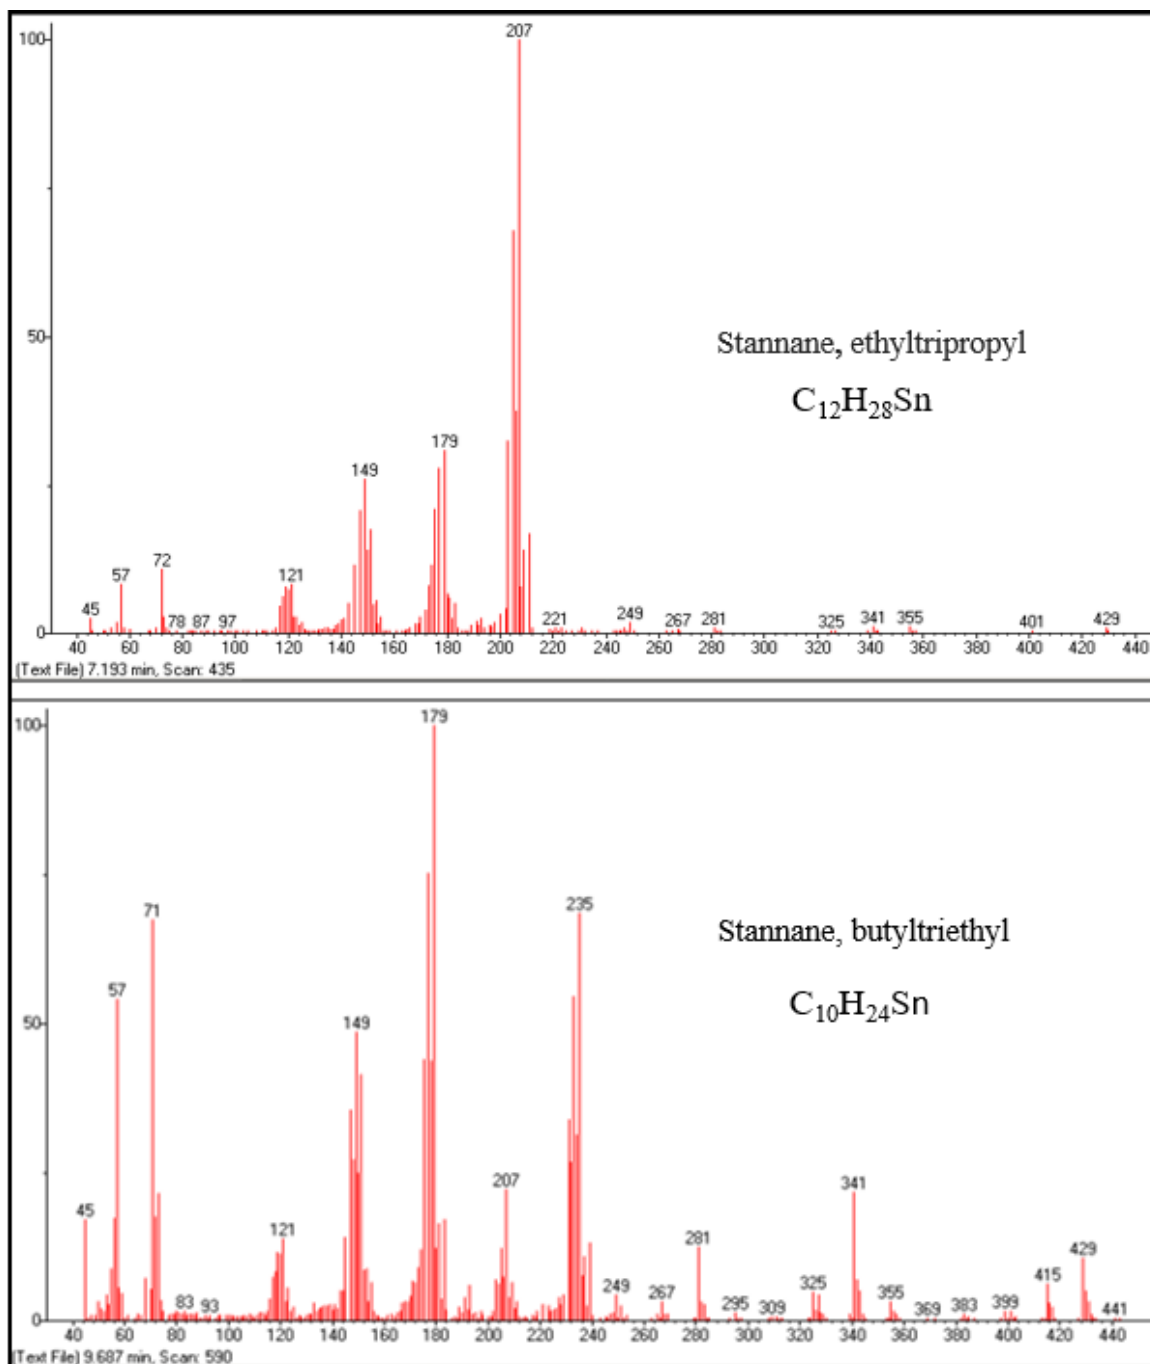 100
207
50
Stannane, ethyltripropyl
C₁₂H₂₈Sn
179
149
72
57
121
45
78 87 97
221 249 267 281 325 341 355 401 429
0
60 80 100 120 140 160 180 200 220 240 260 280 300 320 340 360 380 400 420 440
(Text File) 7.193 min, Scan: 435
179
100
71
235
Stannane, butyltriethyl
57
C₁₀H₂₄Sn
50
149
207
341
45
121
281
429
249 267 295 309 325 355 369 383 399 415 441
83 93
0
40 60 80 100 120 140 160 180 200 220 240 260 280 300 320 340 360 380 400 420 440
(Text File) 9.687 min, Scan: 590